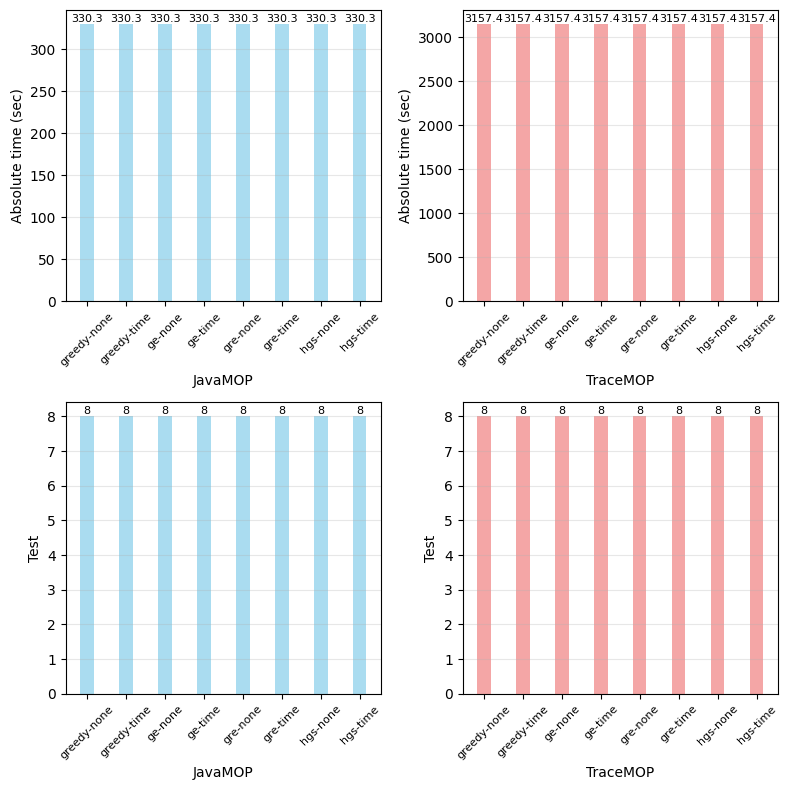 330.3 330.3 330.3 330.3 330.3 330.3 330.3 330.3
300
250
200
150
100
50
0
Absolute time (sec)
greedy-none greedy-time ge-none ge-time gre-none gre-time hgs-none hgs-time
JavaMOP
3157.4 3157.4 3157.4 3157.4 3157.4 3157.4 3157.4 3157.4
3000
2500
2000
1500
1000
500
0
Absolute time (sec)
greedy-none greedy-time ge-none ge-time gre-none gre-time hgs-none hgs-time
TraceMOP
8 8 8 8 8 8 8 8
8
7
6
5
4
3
2
1
0
Test
greedy-none greedy-time ge-none ge-time gre-none gre-time hgs-none hgs-time
JavaMOP
8 8 8 8 8 8 8 8
8
7
6
5
4
3
2
1
0
Test
greedy-none greedy-time ge-none ge-time gre-none gre-time hgs-none hgs-time
TraceMOP